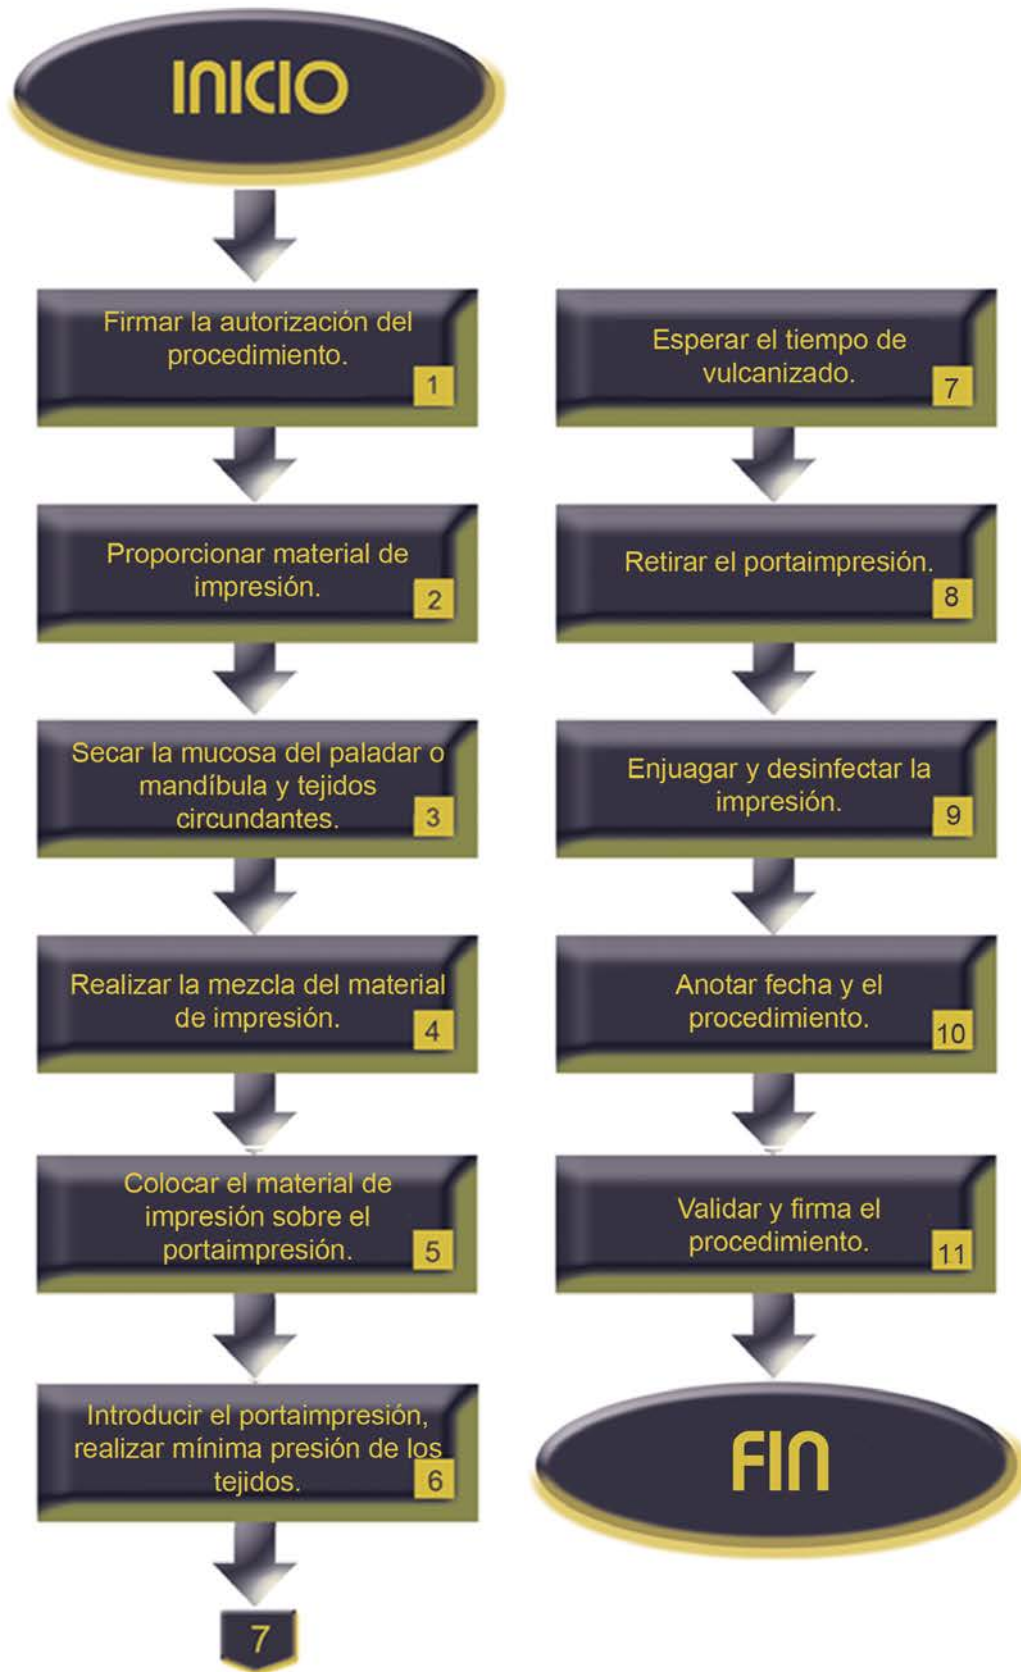 INICIO
Firmar la autorización del
procedimiento.
1
Proporcionar material de
impresión.
2
Secar la mucosa del paladar o
mandíbula y tejidos
circundantes.
3
Realizar la mezcla del material
de impresión.
4
Colocar el material de
impresión sobre el
portaimpresión.
5
Introducir el portaimpresión,
realizar mínima presión de los
tejidos.
6
7
Esperar el tiempo de
vulcanizado.
7
Retirar el portaimpresión.
8
Enjuagar y desinfectar la
impresión.
9
Anotar fecha y el
procedimiento.
10
Validar y firma el
procedimiento.
11
FIN